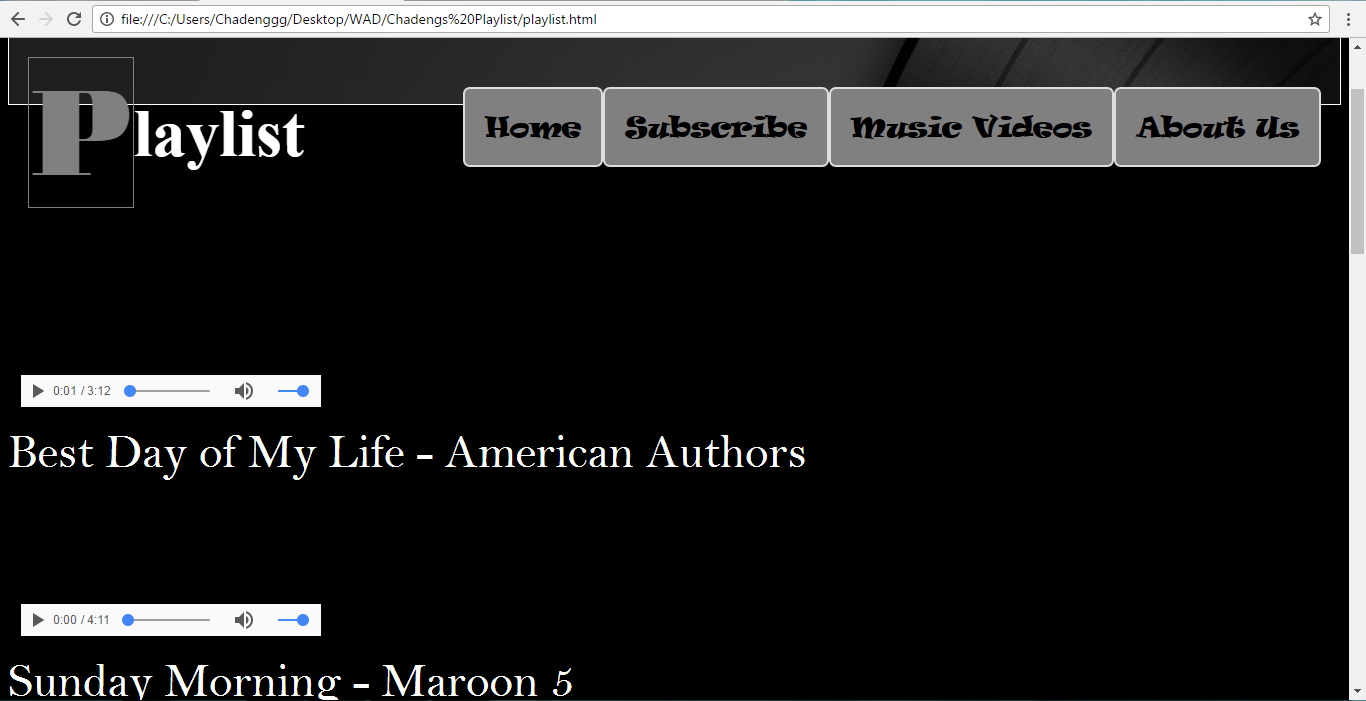 file:///C:/Users/Chadenggg/Desktop/WAD/Chadengs%20Playlist/playlist.html
Playlist
Home Subscribe Music Videos About Us
0:01 / 3:12
Best Day of My Life - American Authors
0:00 / 4:11
Sunday Morning - Maroon 5